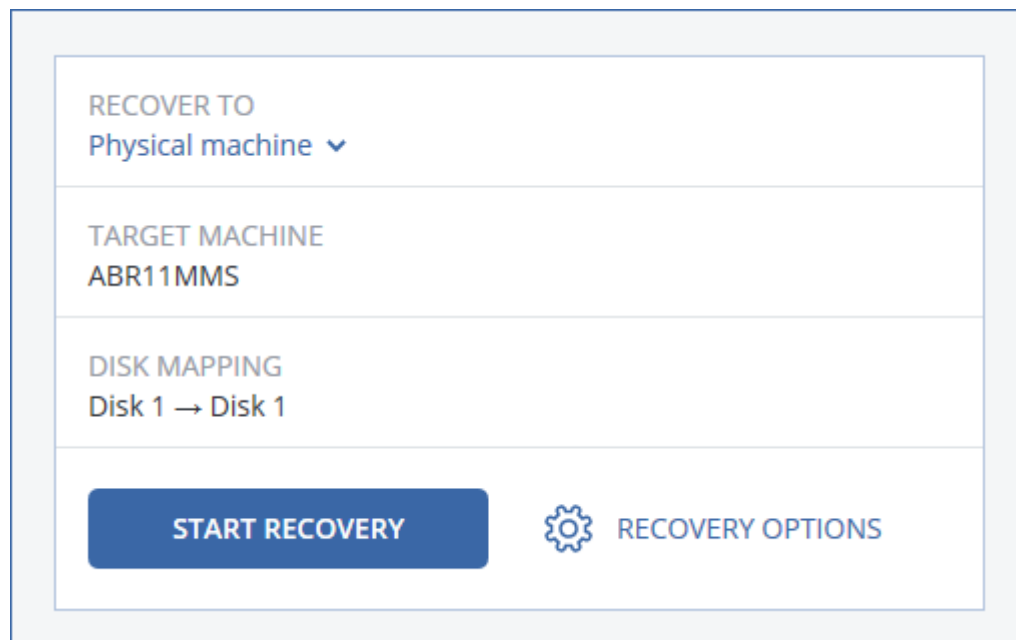 RECOVER TO
Physical machine
TARGET MACHINE
ABR11MMS
DISK MAPPING
Disk 1 → Disk 1
START RECOVERY
RECOVERY OPTIONS